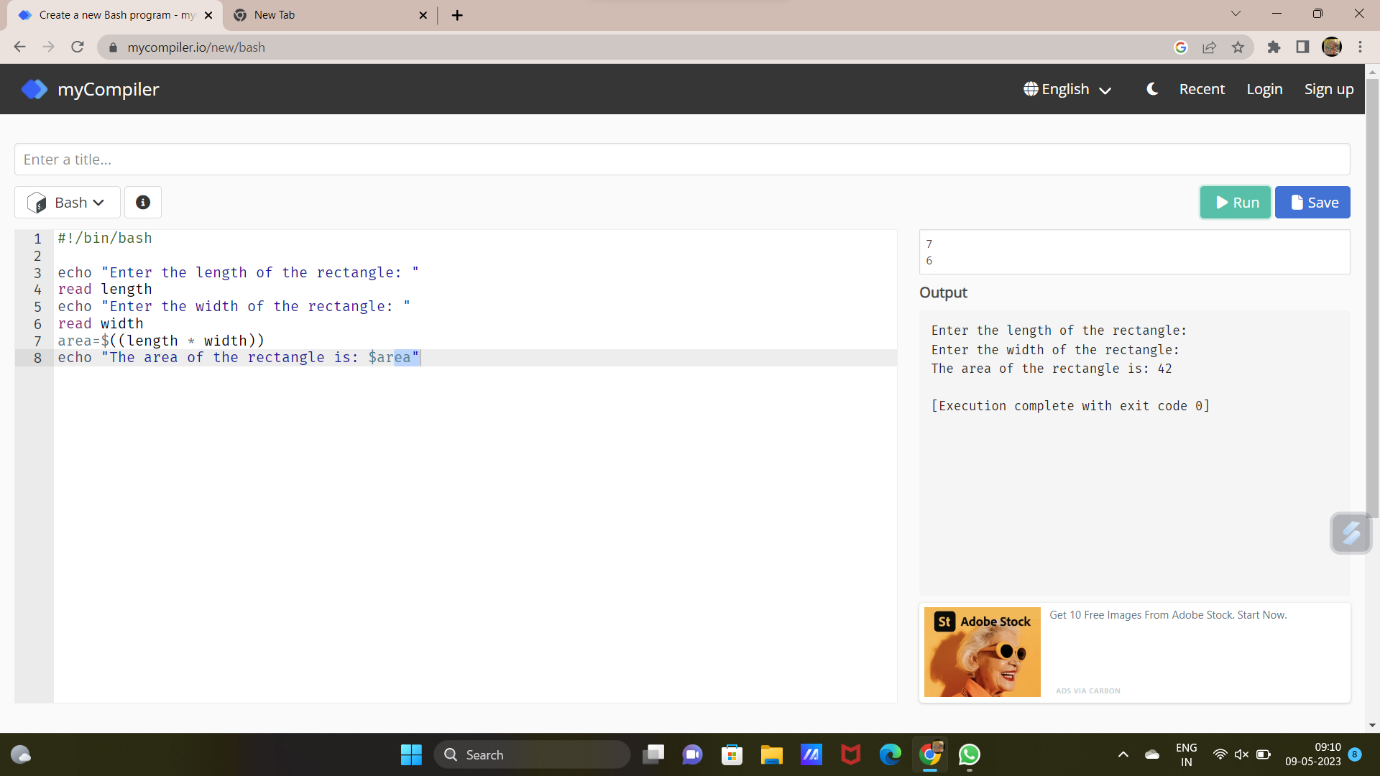 Create a new Bash program - my
New Tab
mycompiler.io/new/bash
myCompiler
English
Recent
Login
Sign up
Enter a title...
Bash
Run
Save
1 #!/bin/bash
2
3 echo "Enter the length of the rectangle: "
4 read length
5 echo "Enter the width of the rectangle: "
6 read width
7 area=$((length * width))
8 echo "The area of the rectangle is: $area"
7
6
Output
Enter the length of the rectangle:
Enter the width of the rectangle:
The area of the rectangle is: 42
[Execution complete with exit code 0]
St Adobe Stock
Get 10 Free Images From Adobe Stock. Start Now.
ADS VIA CARBON
Search
ENG
IN
09:10
09-05-2023
8